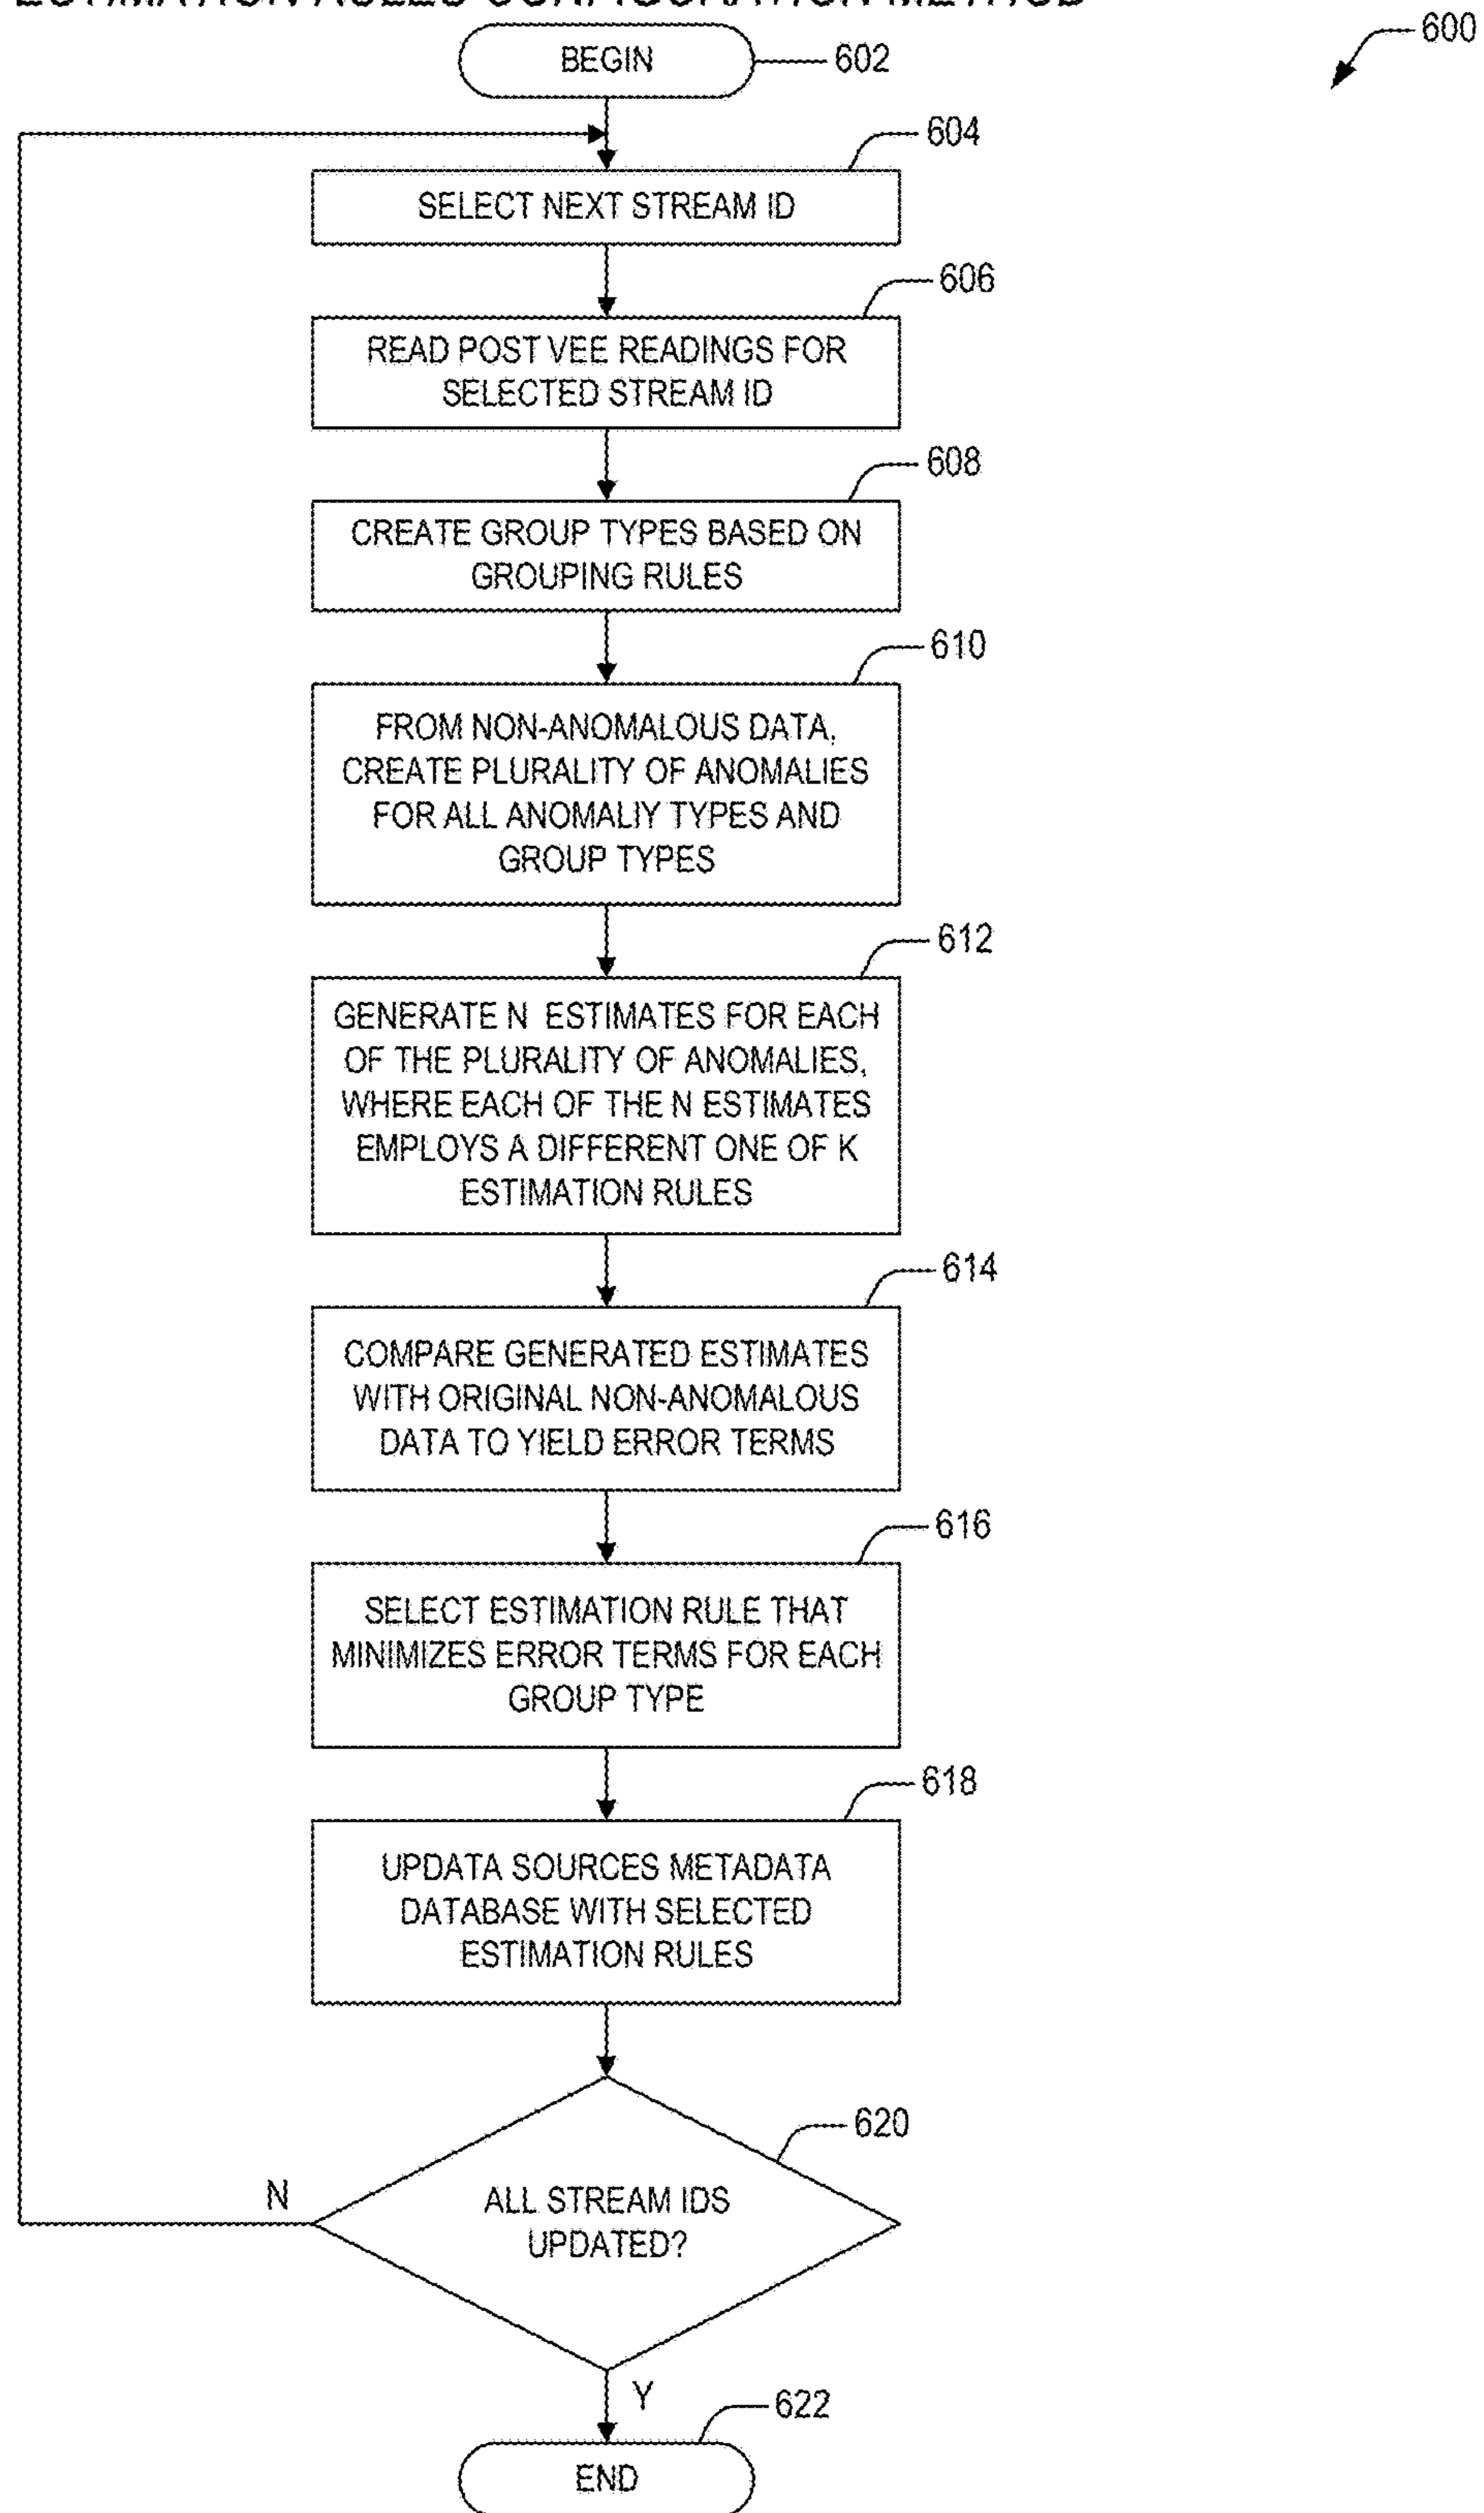 ESTIMATION RULES CONFIGURATION METHOD
600
BEGIN
602
604
SELECT NEXT STREAM ID
606
READ POST VEE READINGS FOR
SELECTED STREAM ID
608
CREATE GROUP TYPES BASED ON
GROUPING RULES
610
FROM NON-ANOMALOUS DATA,
CREATE PLURALITY OF ANOMALIES
FOR ALL ANOMALIY TYPES AND
GROUP TYPES
612
GENERATE N ESTIMATES FOR EACH
OF THE PLURALITY OF ANOMALIES,
WHERE EACH OF THE N ESTIMATES
EMPLOYS A DIFFERENT ONE OF K
ESTIMATION RULES
614
COMPARE GENERATED ESTIMATES
WITH ORIGINAL NON-ANOMALOUS
DATA TO YIELD ERROR TERMS
616
SELECT ESTIMATION RULE THAT
MINIMIZES ERROR TERMS FOR EACH
GROUP TYPE
618
UPDATA SOURCES METADATA
DATABASE WITH SELECTED
ESTIMATION RULES
620
N
ALL STREAM IDS
UPDATED?
Y
622
END